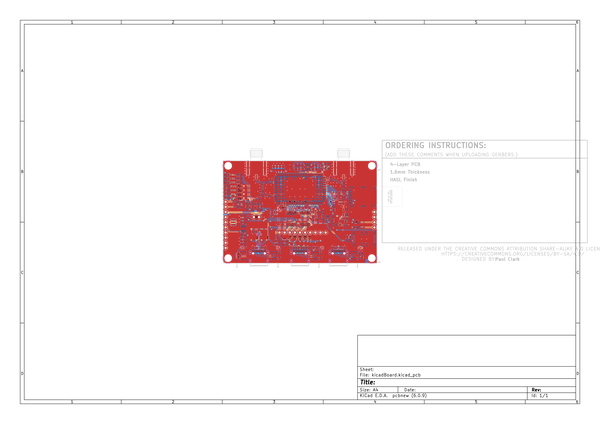 1 2 3 4 5 6
A A
B B
C C
D D
ORDERING INSTRUCTIONS:
(ADD THESE COMMENTS WHEN UPLOADING GERBERS)
4-Layer PCB
1.6mm Thickness
HASL Finish
RELEASED UNDER THE CREATIVE COMMONS ATTRIBUTION SHARE-ALIKE 4.0 LICEN
HTTPS://CREATIVECOMMONS.ORG/LICENSES/BY-SA/4.0/
DESIGNED BY Paul Clark
Sheet:
File: kicadBoard.kicad_pcb
Title:
Size: A4 Date: Rev:
KiCad E.D.A. pcbnew (6.0.9) Id: 1/1
1 2 3 4 5 6